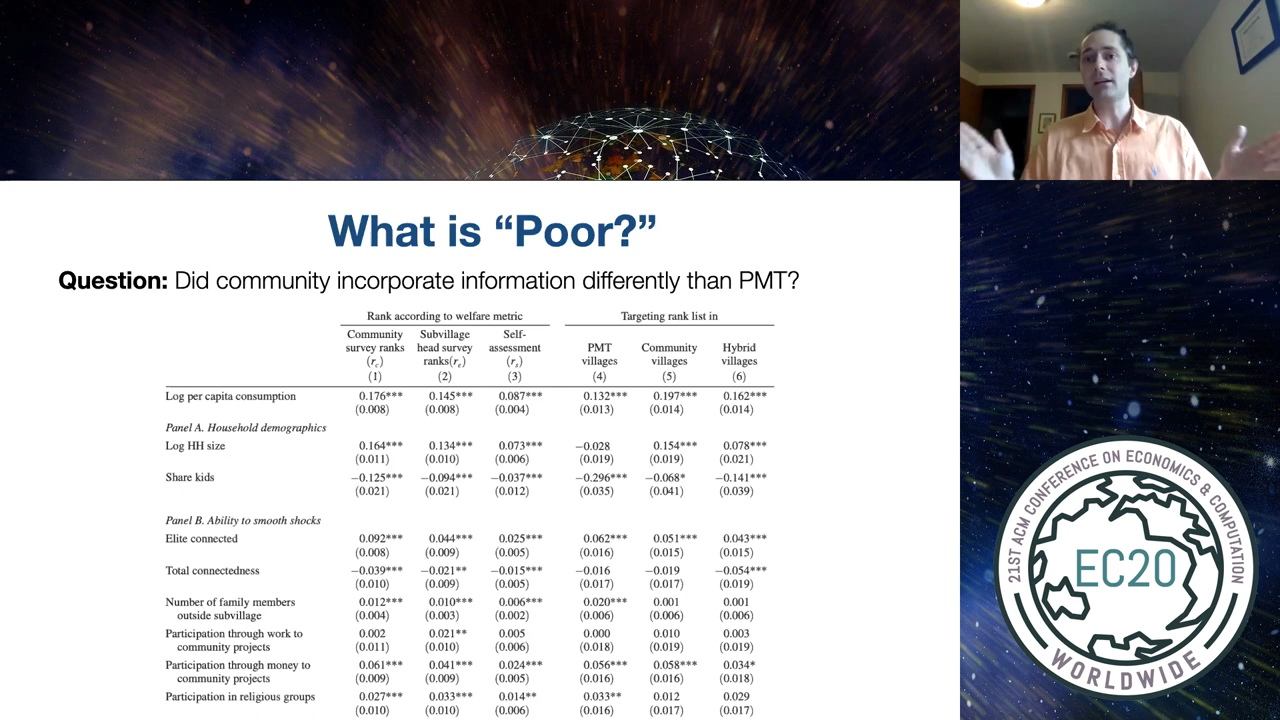 What is “Poor?”
Question: Did community incorporate information differently than PMT?
Rank according to welfare metric Targeting rank list in
Community Subvillage Self-
survey ranks head survey assessment PMT Community Hybrid
(rc) ranks(re) (rs) villages villages villages
(1) (2) (3) (4) (5) (6)
Log per capita consumption 0.176*** 0.145*** 0.087*** 0.132*** 0.197*** 0.162***
(0.008) (0.008) (0.004) (0.013) (0.014) (0.014)
Panel A. Household demographics
Log HH size 0.164*** 0.134*** 0.073*** −0.028 0.154*** 0.078***
(0.011) (0.010) (0.006) (0.019) (0.019) (0.021)
Share kids −0.125*** −0.094*** −0.037*** −0.296*** −0.068* −0.141***
(0.021) (0.021) (0.012) (0.035) (0.041) (0.039)
Panel B. Ability to smooth shocks
Elite connected 0.092*** 0.044*** 0.025*** 0.062*** 0.051*** 0.043***
(0.008) (0.009) (0.005) (0.016) (0.015) (0.015)
Total connectedness −0.039*** −0.021** −0.015*** −0.016 −0.019 −0.054***
(0.010) (0.009) (0.005) (0.017) (0.017) (0.019)
Number of family members 0.012*** 0.010*** 0.006*** 0.020*** 0.001 0.001
outside subvillage (0.004) (0.003) (0.002) (0.006) (0.006) (0.006)
Participation through work to 0.002 0.021** 0.005 0.000 0.010 0.003
community projects (0.011) (0.010) (0.006) (0.018) (0.019) (0.019)
Participation through money to 0.061*** 0.041*** 0.024*** 0.056*** 0.058*** 0.034*
community projects (0.009) (0.009) (0.005) (0.016) (0.016) (0.018)
Participation in religious groups 0.027*** 0.033*** 0.014** 0.033** 0.012 0.029
(0.010) (0.010) (0.006) (0.016) (0.017) (0.017)
21ST ACM CONFERENCE ON ECONOMICS & COMPUTATION
EC20
WORLDWIDE